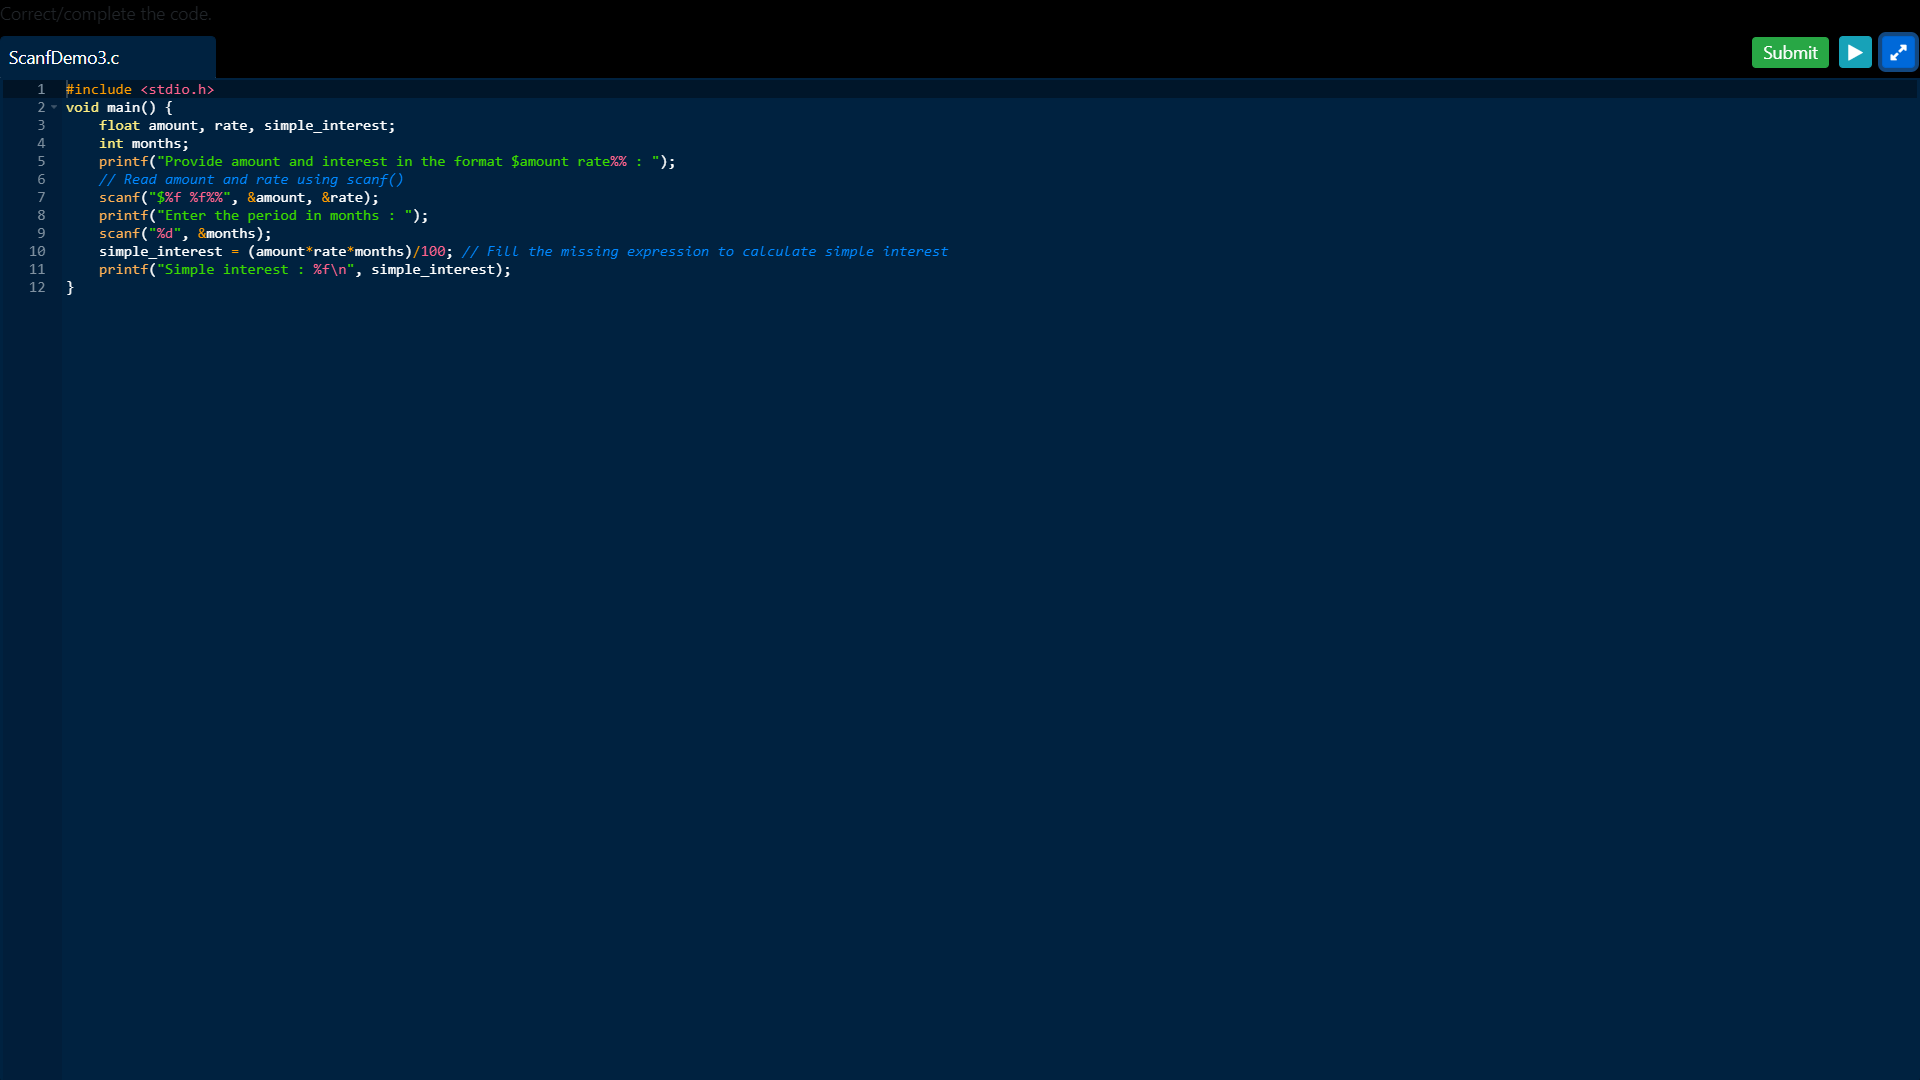 Correct/complete the code.
ScanfDemo3.c
Submit
1 #include <stdio.h>
2 void main() {
3     float amount, rate, simple_interest;
4     int months;
5     printf("Provide amount and interest in the format $amount rate%% : ");
6     // Read amount and rate using scanf()
7     scanf("$%f %f%%", &amount, &rate);
8     printf("Enter the period in months : ");
9     scanf("%d", &months);
10     simple_interest = (amount*rate*months)/100; // Fill the missing expression to calculate simple interest
11     printf("Simple interest : %f\n", simple_interest);
12 }